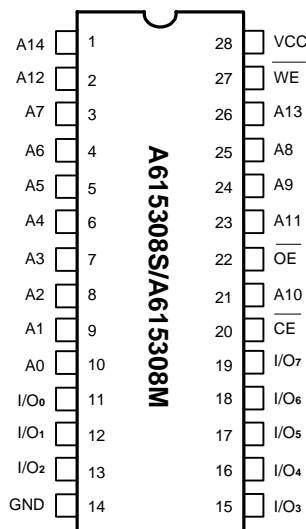 A14 1 28 VCC
A12 2 27 WE
A7 3 26 A13
A6 4 25 A8
A5 5 24 A9
A4 6 23 A11
A3 7 22 OE
A2 8 21 A10
A1 9 20 CE
A0 10 19 I/O7
I/O0 11 18 I/O6
I/O1 12 17 I/O5
I/O2 13 16 I/O4
GND 14 15 I/O3
A615308S/A615308M